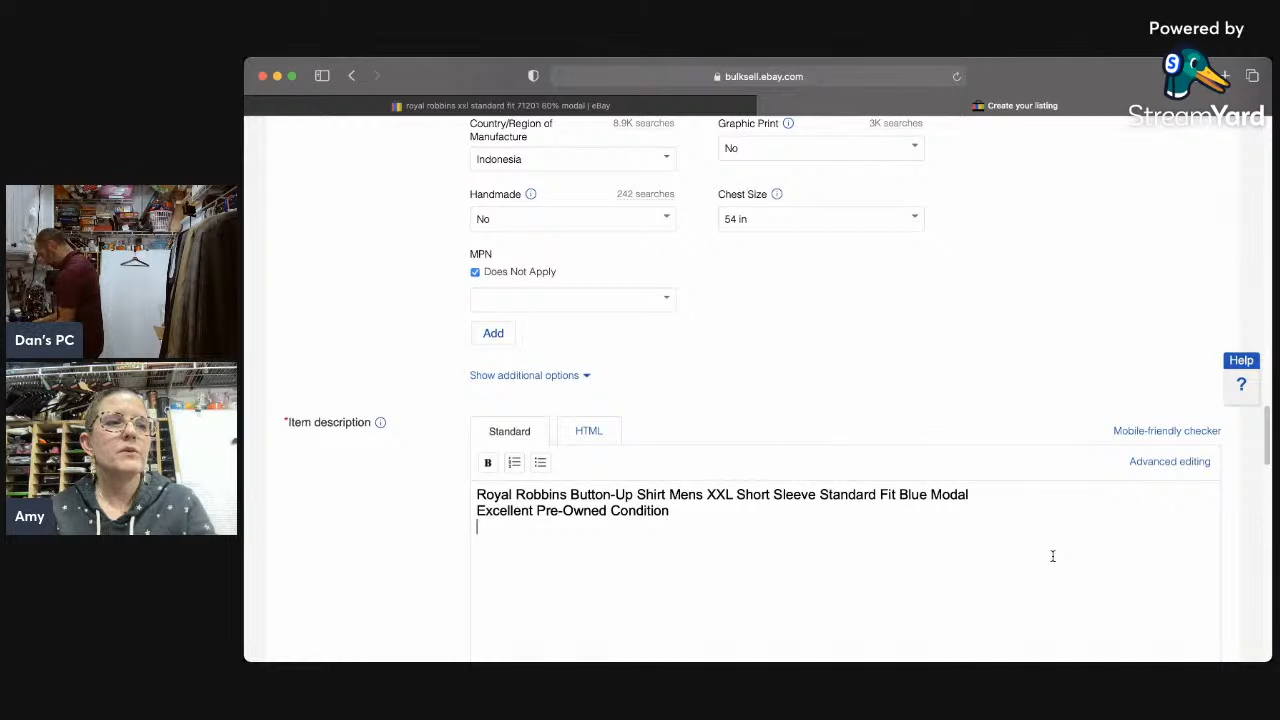 Powered by
S
StreamYard
bulksell.ebay.com
royal robbins xxl standard fit 71201 80% modal | eBay
Create your listing
Country/Region of Manufacture
8.9K searches
Indonesia
Graphic Print
3K searches
No
Handmade
242 searches
No
Chest Size
54 in
MPN
Does Not Apply
Add
Show additional options
Help
?
*Item description
Standard
HTML
Mobile-friendly checker
B
Advanced editing
Royal Robbins Button-Up Shirt Mens XXL Short Sleeve Standard Fit Blue Modal
Excellent Pre-Owned Condition
Dan's PC
Amy